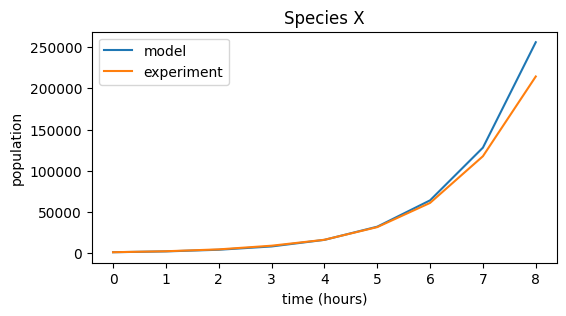 Species X
model
experiment
population
250000
200000
150000
100000
50000
0
0 1 2 3 4 5 6 7 8
time (hours)